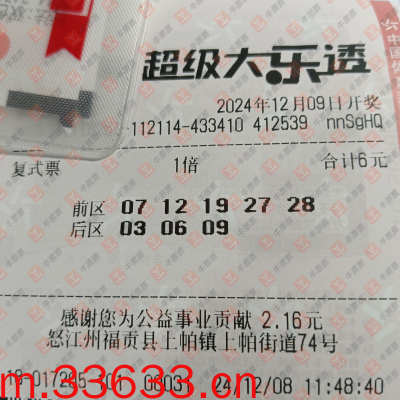 超级大乐透
2024年12月09日开奖
112114-433410 412539 nnSgHQ
复式票 1倍 合计6元
前区 07 12 19 27 28
后区 03 06 09
感谢您为公益事业贡献 2.16元
怒江州福贡县上帕镇上帕街道74号
24/12/08 11:48:40
m.33633.cn